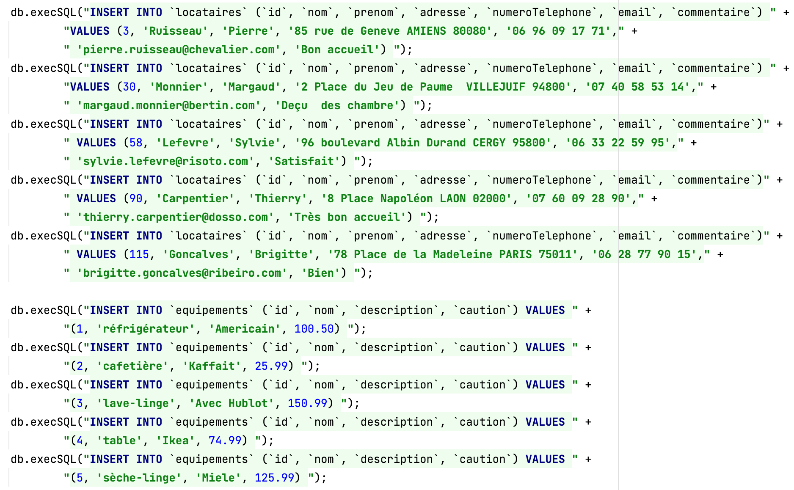 db.execSQL("INSERT INTO `locataires` (`id`, `nom`, `prenom`, `adresse`, `numeroTelephone`, `email`, `commentaire`) " +
"VALUES (3, 'Ruisseau', 'Pierre', '85 rue de Geneve AMIENS 80080', '06 96 09 17 71'," +
" 'pierre.ruisseau@chevalier.com', 'Bon accueil') ");
db.execSQL("INSERT INTO `locataires` (`id`, `nom`, `prenom`, `adresse`, `numeroTelephone`, `email`, `commentaire`) " +
"VALUES (30, 'Monnier', 'Margaud', '2 Place du Jeu de Paume  VILLEJUIF 94800', '07 40 58 53 14'," +
" 'margaud.monnier@bertin.com', 'Deçu  des chambre') ");
db.execSQL("INSERT INTO `locataires` (`id`, `nom`, `prenom`, `adresse`, `numeroTelephone`, `email`, `commentaire`)" +
" VALUES (58, 'Lefevre', 'Sylvie', '96 boulevard Albin Durand CERGY 95800', '06 33 22 59 95'," +
" 'sylvie.lefevre@risoto.com', 'Satisfait') ");
db.execSQL("INSERT INTO `locataires` (`id`, `nom`, `prenom`, `adresse`, `numeroTelephone`, `email`, `commentaire`)" +
" VALUES (90, 'Carpentier', 'Thierry', '8 Place Napoléon LAON 02000', '07 60 09 28 90'," +
" 'thierry.carpentier@dosso.com', 'Très bon accueil') ");
db.execSQL("INSERT INTO `locataires` (`id`, `nom`, `prenom`, `adresse`, `numeroTelephone`, `email`, `commentaire`)" +
" VALUES (115, 'Goncalves', 'Brigitte', '78 Place de la Madeleine PARIS 75011', '06 28 77 90 15'," +
" 'brigitte.goncalves@ribeiro.com', 'Bien') ");
db.execSQL("INSERT INTO `equipements` (`id`, `nom`, `description`, `caution`) VALUES " +
"(1, 'réfrigérateur', 'Americain', 100.50) ");
db.execSQL("INSERT INTO `equipements` (`id`, `nom`, `description`, `caution`) VALUES " +
"(2, 'cafetière', 'Kaffait', 25.99) ");
db.execSQL("INSERT INTO `equipements` (`id`, `nom`, `description`, `caution`) VALUES " +
"(3, 'lave-linge', 'Avec Hublot', 150.99) ");
db.execSQL("INSERT INTO `equipements` (`id`, `nom`, `description`, `caution`) VALUES " +
"(4, 'table', 'Ikea', 74.99) ");
db.execSQL("INSERT INTO `equipements` (`id`, `nom`, `description`, `caution`) VALUES " +
"(5, 'sèche-linge', 'Miele', 125.99) ");